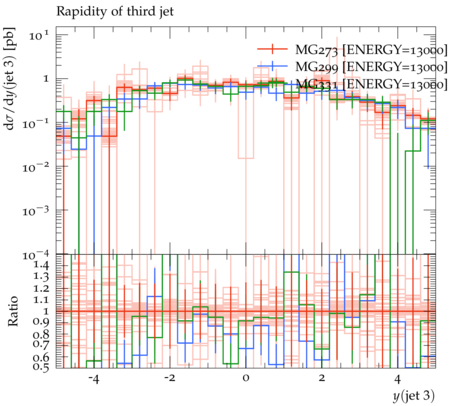 Rapidity of third jet
dσ / dy(jet 3) [pb]
MG273 [ENERGY=13000]
MG299 [ENERGY=13000]
MG331 [ENERGY=13000]
10¹
1
10⁻¹
10⁻²
10⁻³
10⁻⁴
Ratio
1.4
1.3
1.2
1.1
1
0.9
0.8
0.7
0.6
0.5
-4 -2 0 2 4
y(jet 3)